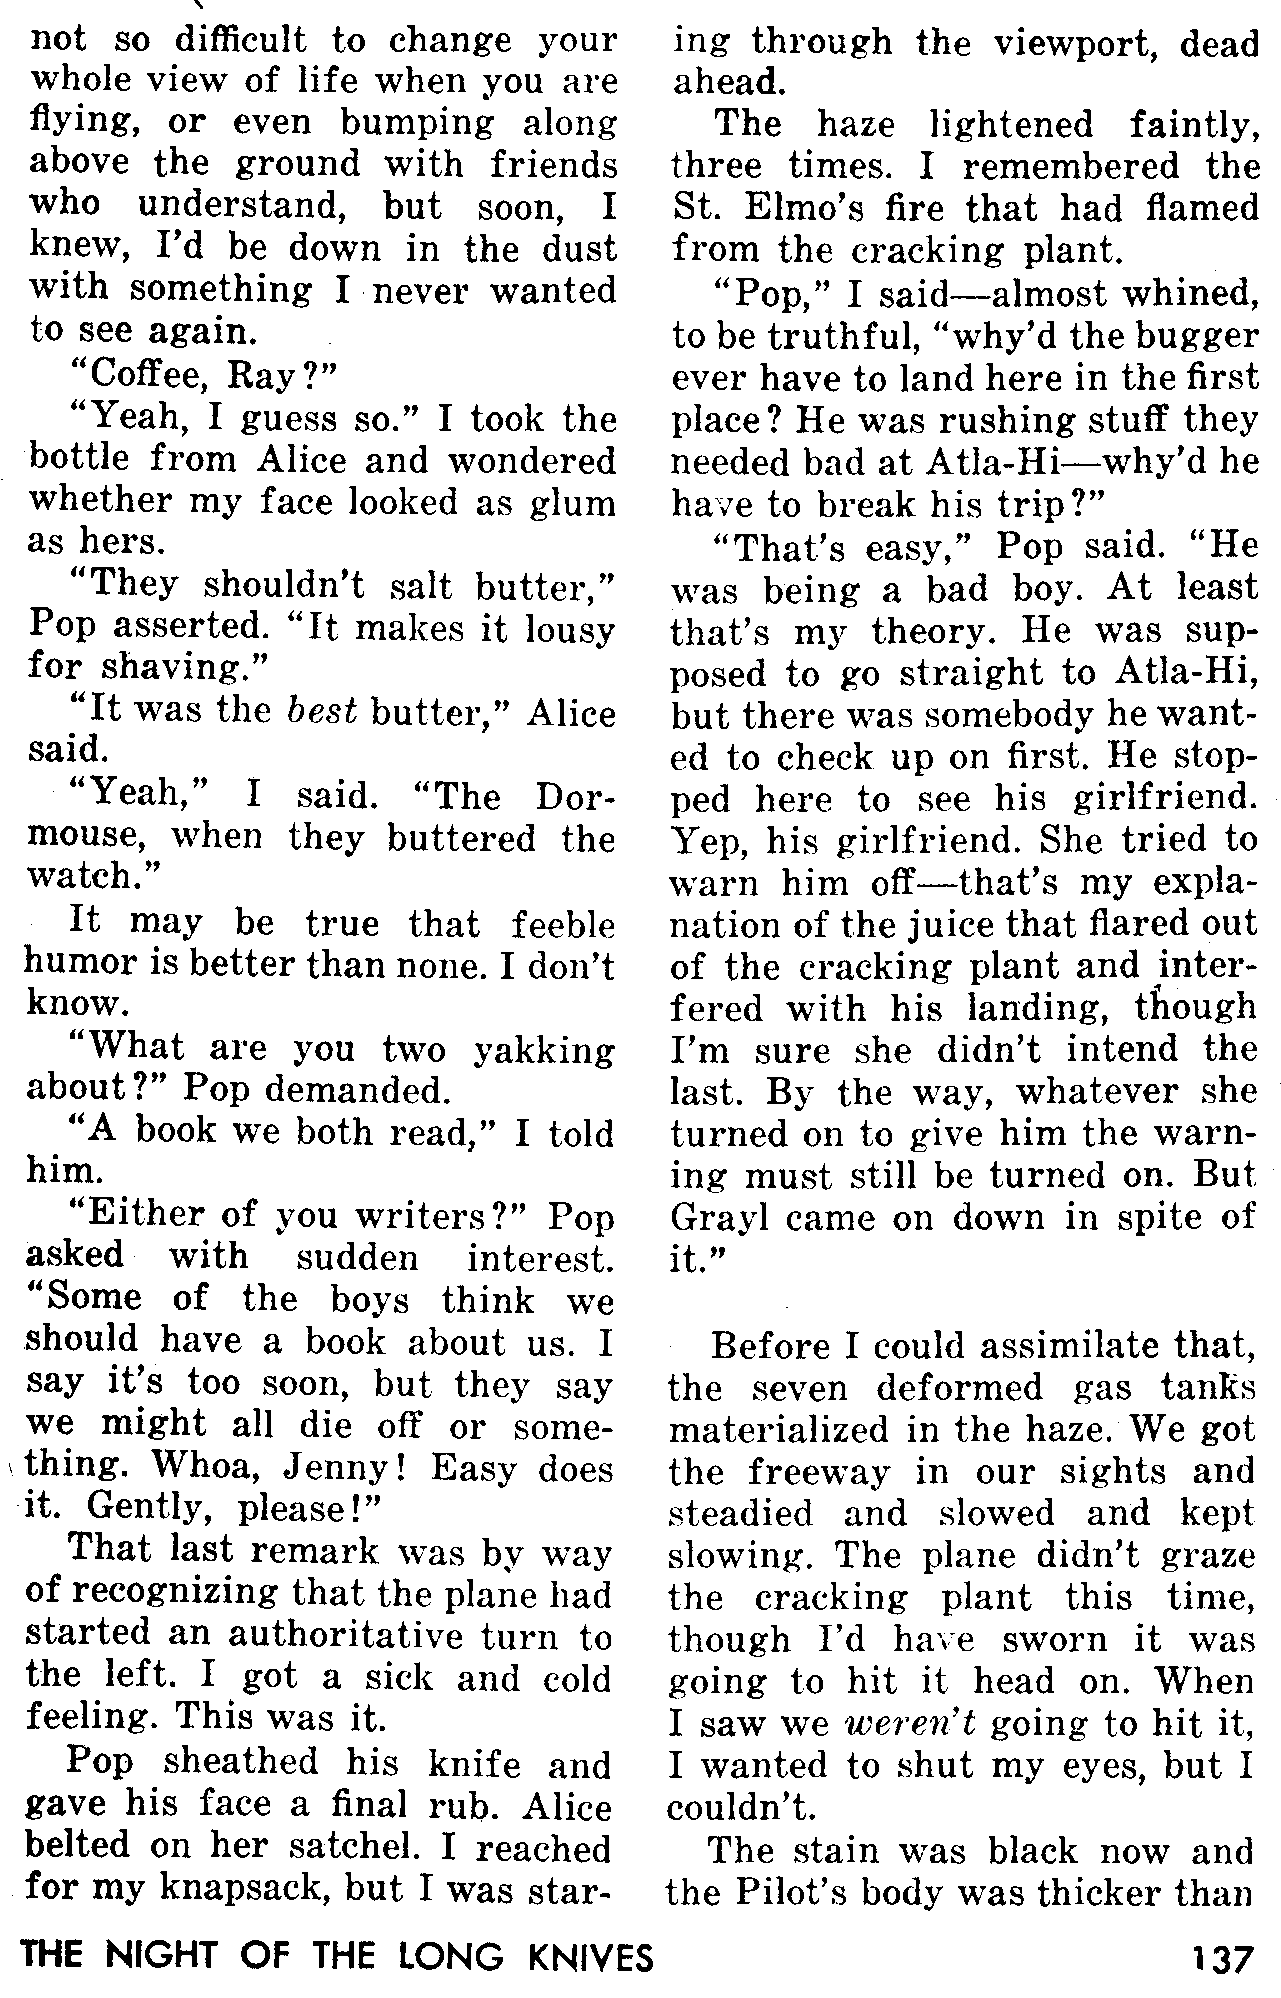 not so difficult to change your
whole view of life when you are
flying, or even bumping along
above the ground with friends
who understand, but soon, I
knew, I'd be down in the dust
with something I never wanted
to see again.
"Coffee, Ray?"
"Yeah, I guess so." I took the
bottle from Alice and wondered
whether my face looked as glum
as hers.
"They shouldn't salt butter,"
Pop asserted. "It makes it lousy
for shaving."
"It was the best butter," Alice
said.
"Yeah," I said. "The Dor-
mouse, when they buttered the
watch."
It may be true that feeble
humor is better than none. I don't
know.
"What are you two yakking
about?" Pop demanded.
"A book we both read," I told
him.
"Either of you writers?" Pop
asked with sudden interest.
"Some of the boys think we
should have a book about us. I
say it's too soon, but they say
we might all die off or some-
thing. Whoa, Jenny! Easy does
it. Gently, please!"
That last remark was by way
of recognizing that the plane had
started an authoritative turn to
the left. I got a sick and cold
feeling. This was it.
Pop sheathed his knife and
gave his face a final rub. Alice
belted on her satchel. I reached
for my knapsack, but I was star-
ing through the viewport, dead
ahead.
The haze lightened faintly,
three times. I remembered the
St. Elmo's fire that had flamed
from the cracking plant.
"Pop," I said—almost whined,
to be truthful, "why'd the bugger
ever have to land here in the first
place? He was rushing stuff they
needed bad at Atla-Hi—why'd he
have to break his trip?"
"That's easy," Pop said. "He
was being a bad boy. At least
that's my theory. He was sup-
posed to go straight to Atla-Hi,
but there was somebody he want-
ed to check up on first. He stop-
ped here to see his girlfriend.
Yep, his girlfriend. She tried to
warn him off—that's my expla-
nation of the juice that flared out
of the cracking plant and inter-
fered with his landing, though
I'm sure she didn't intend the
last. By the way, whatever she
turned on to give him the warn-
ing must still be turned on. But
Grayl came on down in spite of
it."
Before I could assimilate that,
the seven deformed gas tanks
materialized in the haze. We got
the freeway in our sights and
steadied and slowed and kept
slowing. The plane didn't graze
the cracking plant this time,
though I'd have sworn it was
going to hit it head on. When
I saw we weren't going to hit it,
I wanted to shut my eyes, but I
couldn't.
The stain was black now and
the Pilot's body was thicker than
THE NIGHT OF THE LONG KNIVES 137